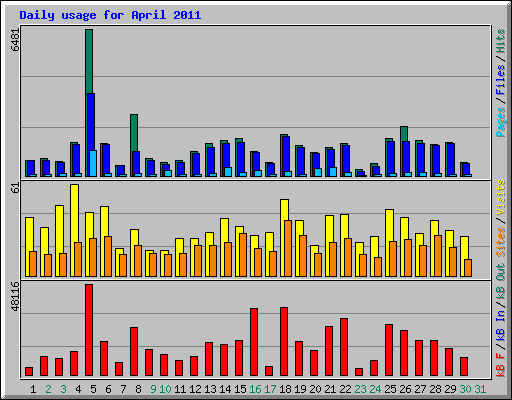 Daily usage for April 2011
6481
Pages / Files / Hits
61
Sites / Visits
48116
kB F / kB In / kB Out
1 2 3 4 5 6 7 8 9 10 11 12 13 14 15 16 17 18 19 20 21 22 23 24 25 26 27 28 29 30 31